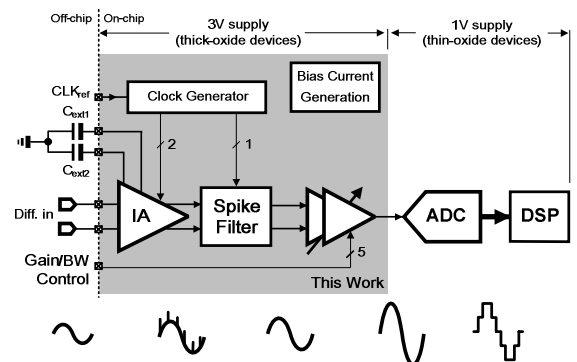 Off-chip
On-chip
3V supply
(thick-oxide devices)
1V supply
(thin-oxide devices)
CLKref
Clock Generator
Bias Current
Generation
Cext1
2
1
Cext2
Diff. in
IA
Spike
Filter
ADC
DSP
Gain/BW
Control
5
This Work